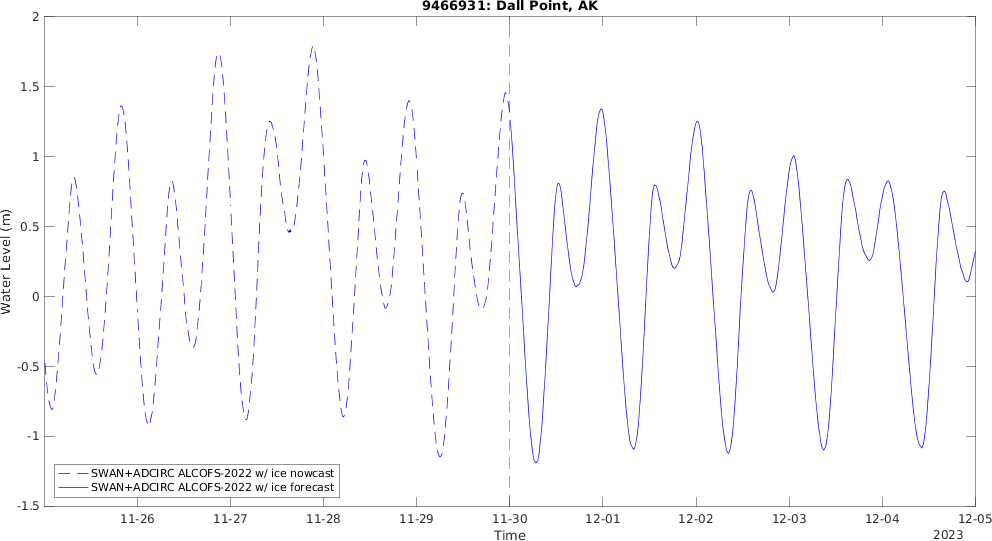 9466931: Dall Point, AK
2
1.5
1
0.5
0
-0.5
-1
-1.5
Water Level (m)
SWAN+ADCIRC ALCOFS-2022 w/ ice nowcast
SWAN+ADCIRC ALCOFS-2022 w/ ice forecast
11-26 11-27 11-28 11-29 11-30 12-01 12-02 12-03 12-04 12-05
Time
2023